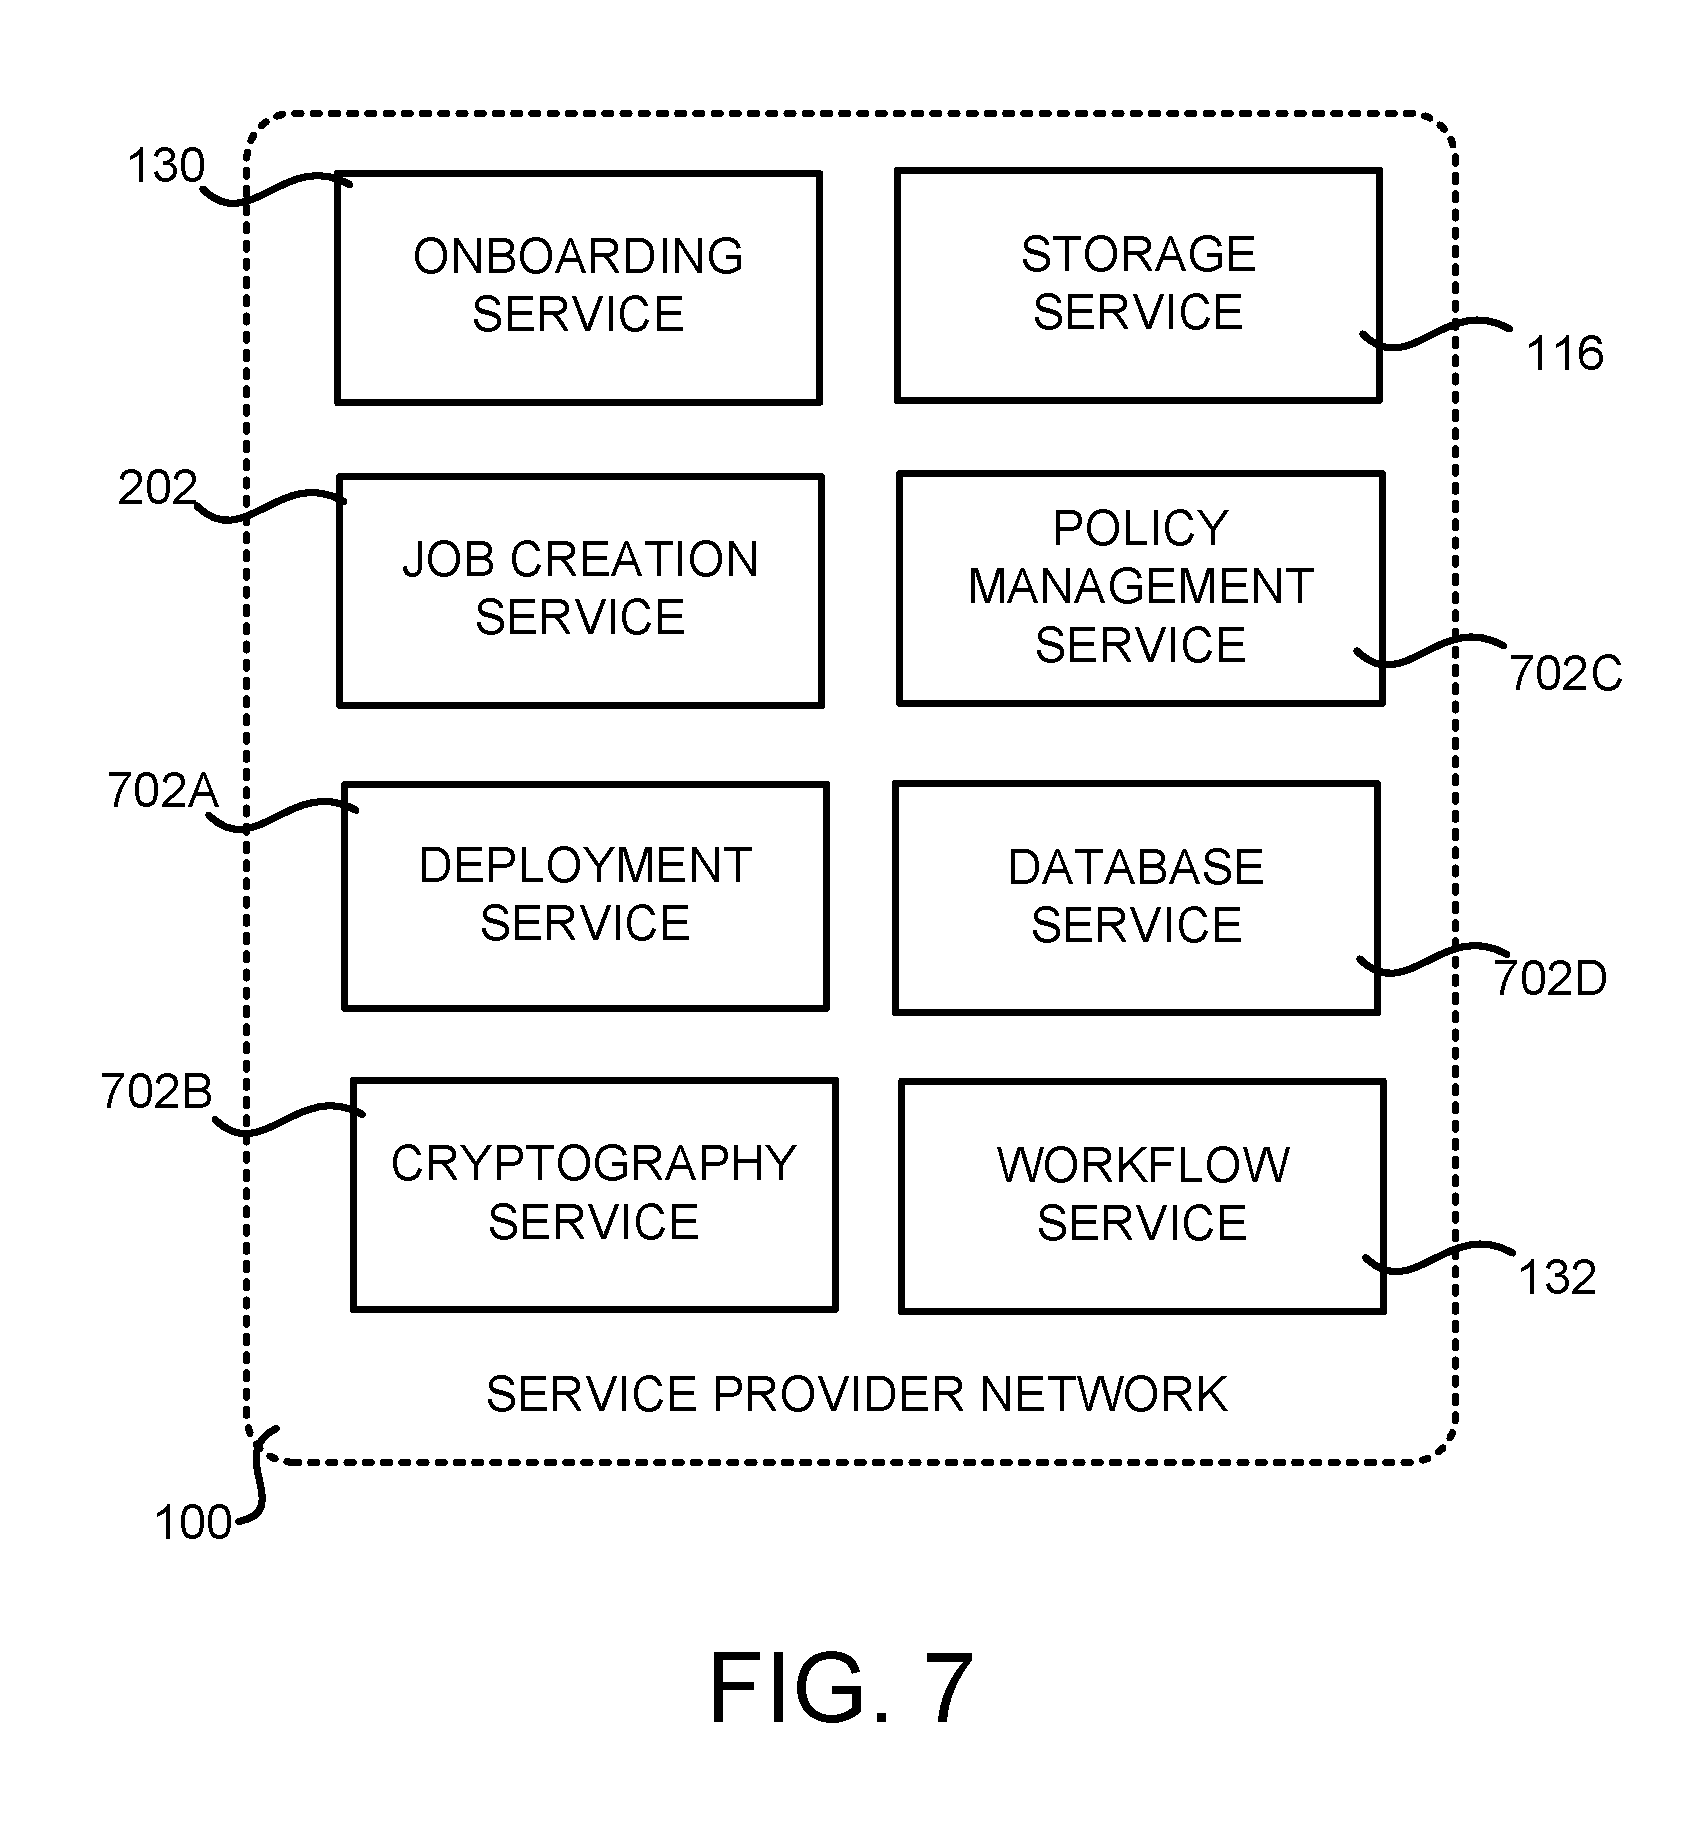 130
ONBOARDING
SERVICE
STORAGE
SERVICE
116
202
JOB CREATION
SERVICE
POLICY
MANAGEMENT
SERVICE
702C
702A
DEPLOYMENT
SERVICE
DATABASE
SERVICE
702D
702B
CRYPTOGRAPHY
SERVICE
WORKFLOW
SERVICE
132
SERVICE PROVIDER NETWORK
100
FIG. 7